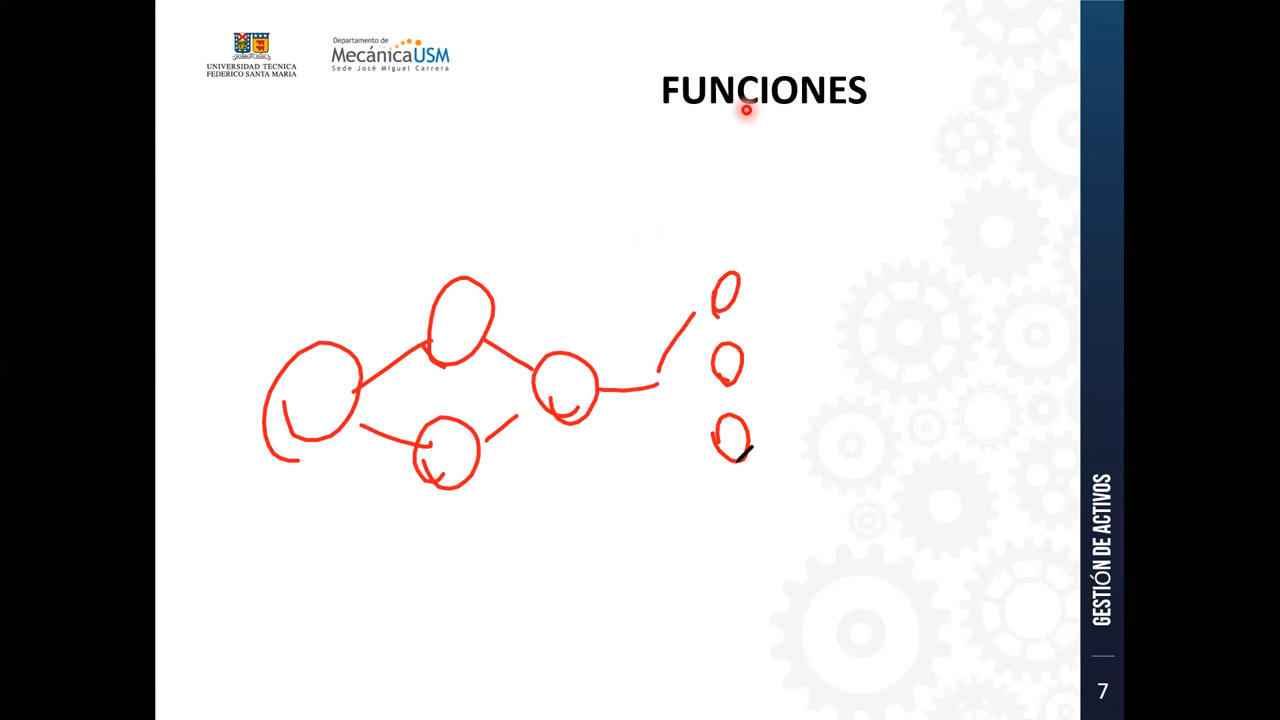 UNIVERSIDAD TECNICA
FEDERICO SANTA MARIA
Departamento de
MecánicaUSM
Sede José Miguel Carrera
FUNCIONES
GESTIÓN DE ACTIVOS
7